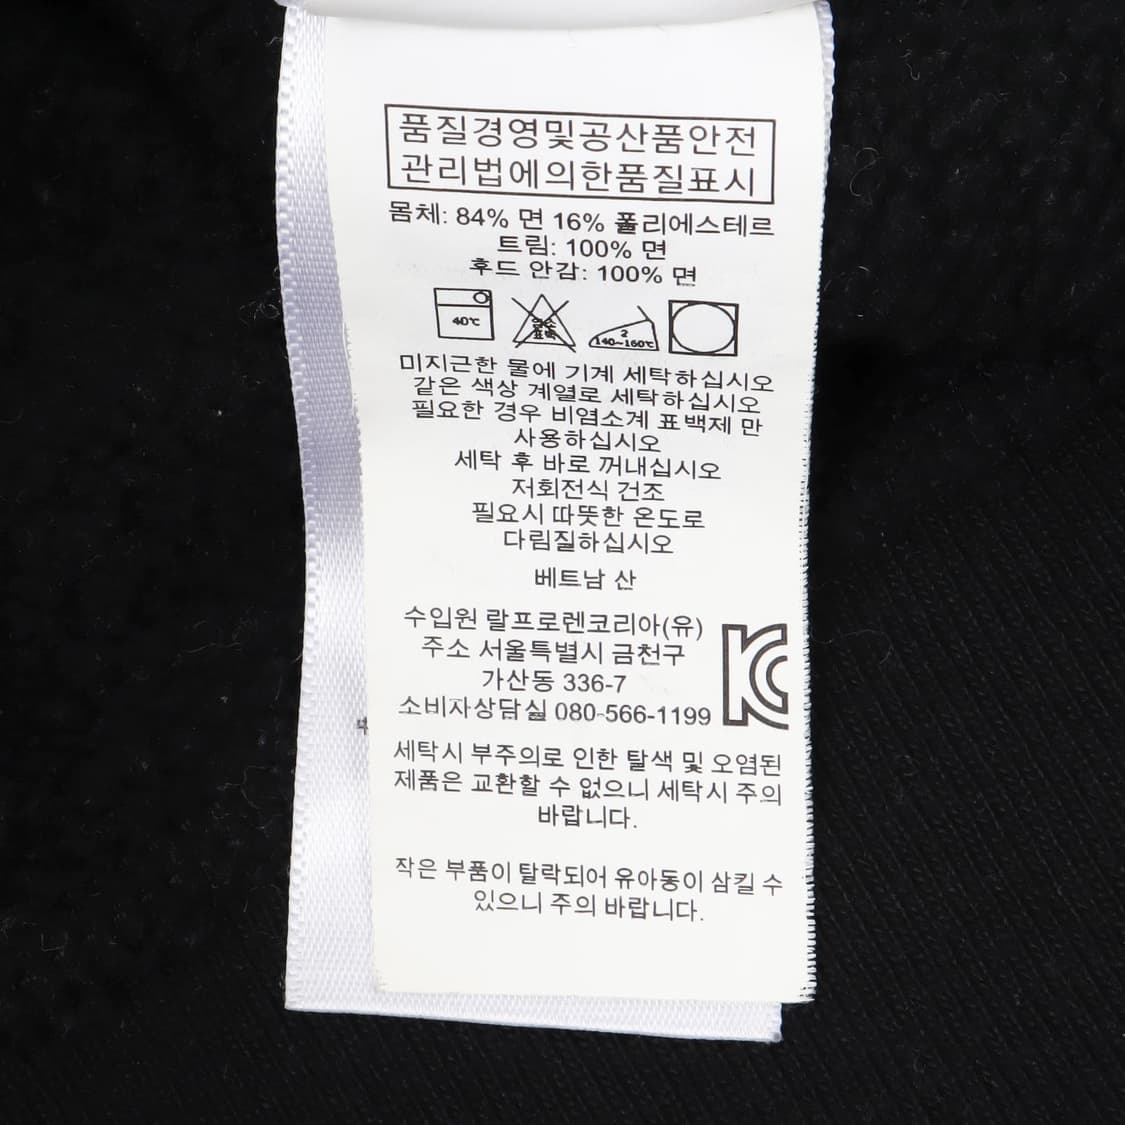 품질경영및공산품안전
관리법에의한품질표시
몸체: 84% 면 16% 폴리에스테르
트림: 100% 면
후드 안감: 100% 면
40℃
염소
표백
2
140~160℃
미지근한 물에 기계 세탁하십시오
같은 색상 계열로 세탁하십시오
필요한 경우 비염소계 표백제 만
사용하십시오
세탁 후 바로 꺼내십시오
저회전식 건조
필요시 따뜻한 온도로
다림질하십시오
베트남 산
수입원 랄프로렌코리아(유)
주소 서울특별시 금천구
가산동 336-7
소비자상담실 080-566-1199
세탁시 부주의로 인한 탈색 및 오염된
제품은 교환할 수 없으니 세탁시 주의
바랍니다.
작은 부품이 탈락되어 유아동이 삼킬 수
있으니 주의 바랍니다.